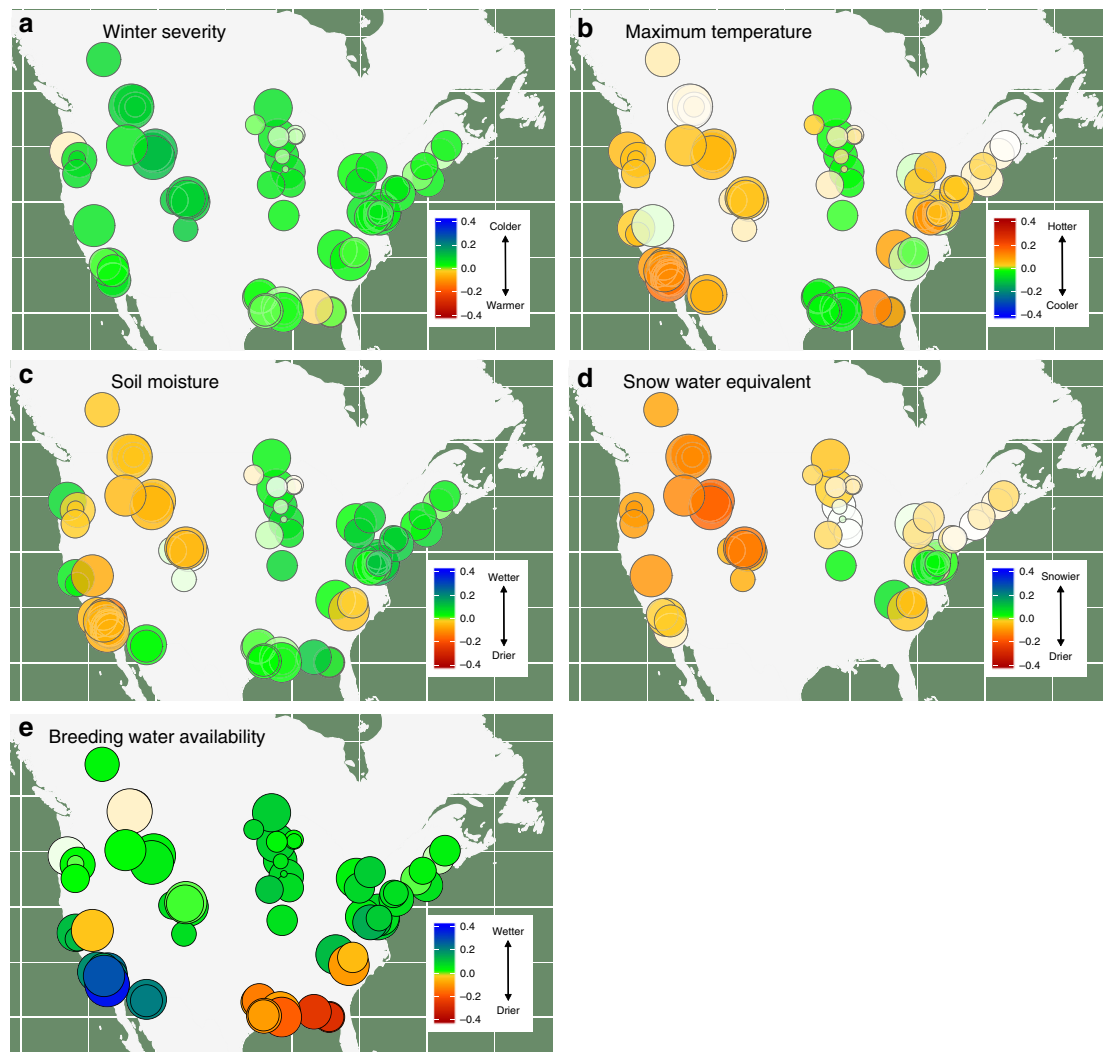 a
Winter severity
0.4
0.2
0.0
−0.2
−0.4
Colder
Warmer
b
Maximum temperature
0.4
0.2
0.0
−0.2
−0.4
Hotter
Cooler
c
Soil moisture
0.4
0.2
0.0
−0.2
−0.4
Wetter
Drier
d
Snow water equivalent
0.4
0.2
0.0
−0.2
−0.4
Snowier
Drier
e
Breeding water availability
0.4
0.2
0.0
−0.2
−0.4
Wetter
Drier